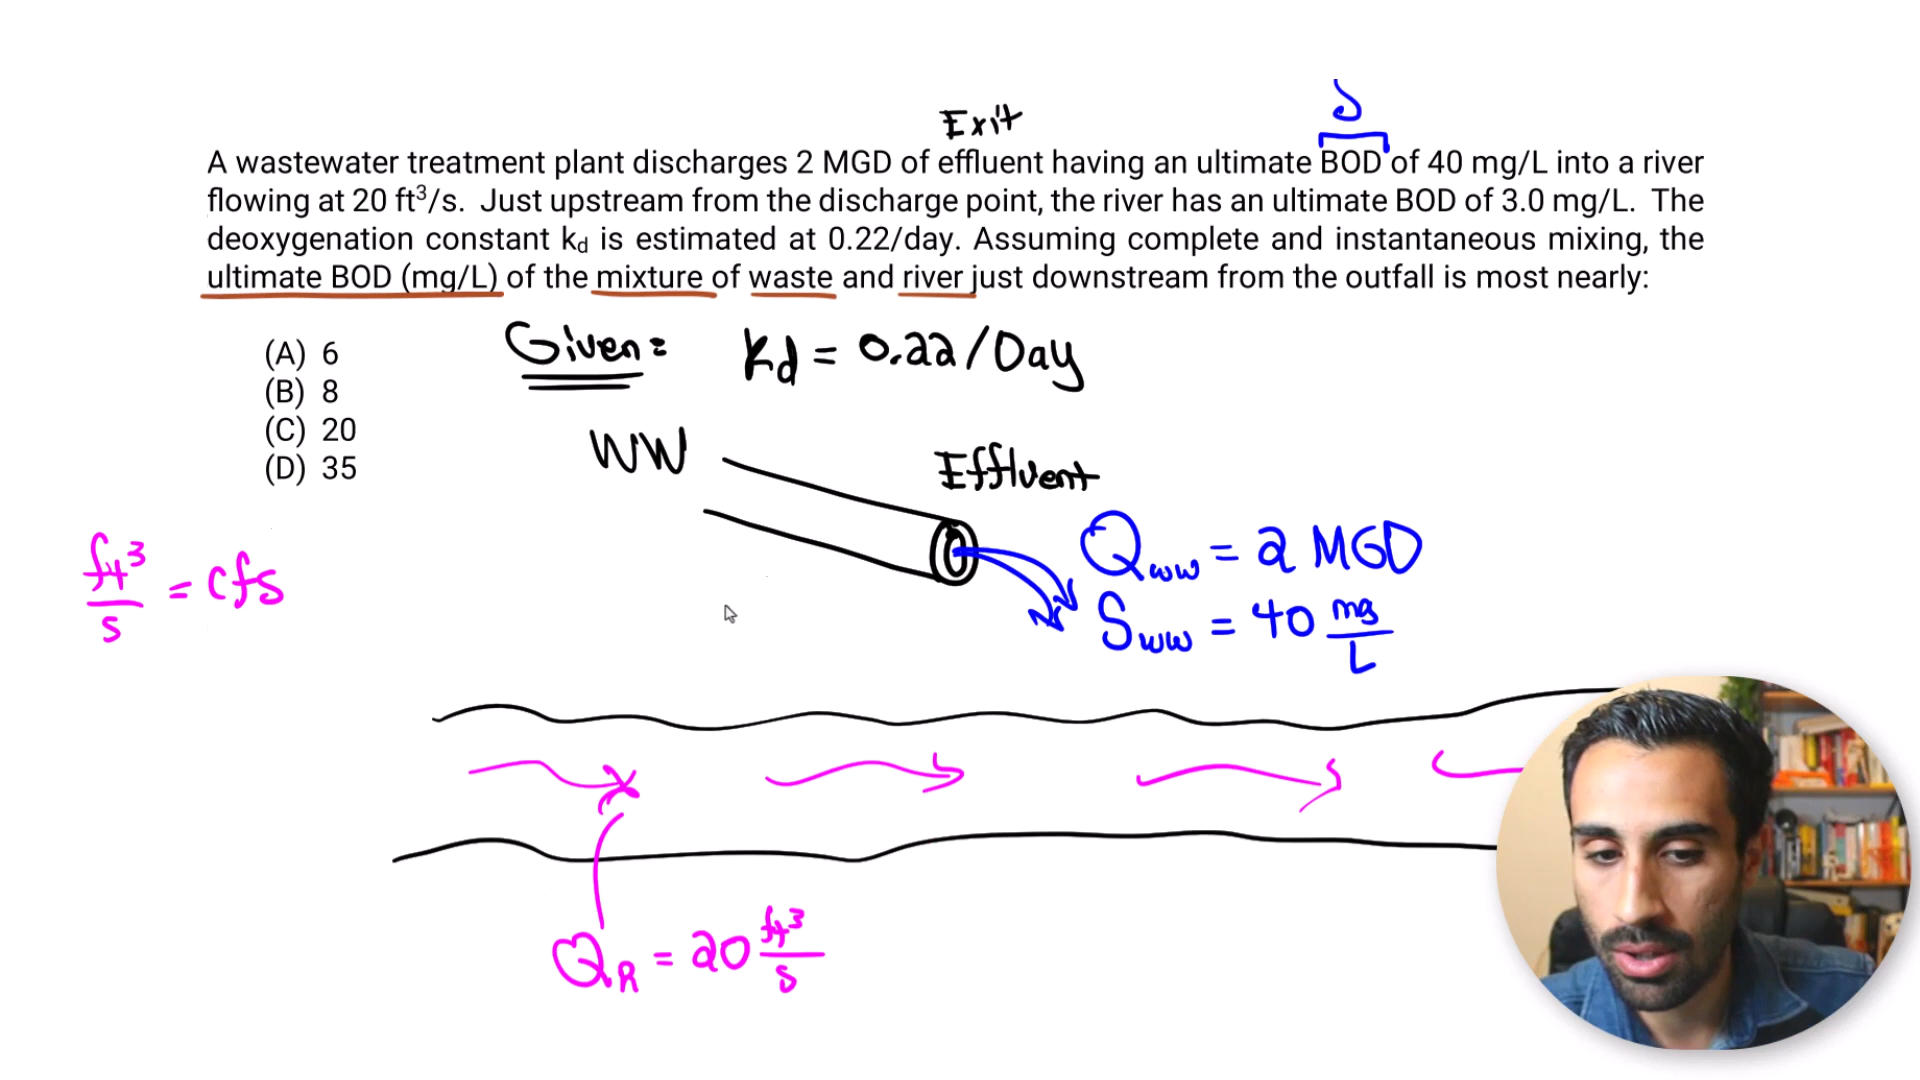 S
Exit
A wastewater treatment plant discharges 2 MGD of effluent having an ultimate BOD of 40 mg/L into a river
flowing at 20 ft³/s. Just upstream from the discharge point, the river has an ultimate BOD of 3.0 mg/L. The
deoxygenation constant kd is estimated at 0.22/day. Assuming complete and instantaneous mixing, the
ultimate BOD (mg/L) of the mixture of waste and river just downstream from the outfall is most nearly:
(A) 6
(B) 8
(C) 20
(D) 35
Given:
Kd = 0.22/Day
WW
Effluent
ft³/s = cfs
Qww = 2 MGD
Sww = 40 mg/L
QR = 20 ft³/s